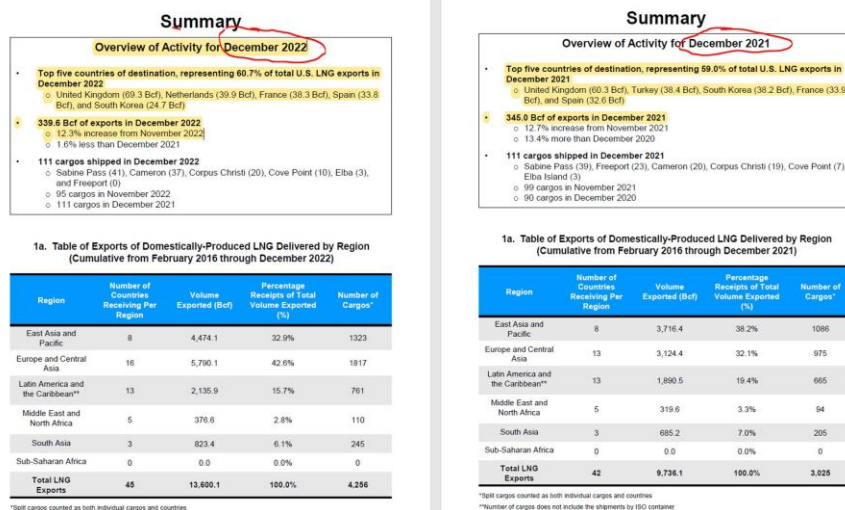 Summary
Overview of Activity for December 2022
• Top five countries of destination, representing 60.7% of total U.S. LNG exports in
December 2022
o United Kingdom (69.3 Bcf), Netherlands (39.9 Bcf), France (38.3 Bcf), Spain (33.8
Bcf), and South Korea (24.7 Bcf)
• 339.6 Bcf of exports in December 2022
o 12.3% increase from November 2022
o 1.6% less than December 2021
• 111 cargos shipped in December 2022
o Sabine Pass (41), Cameron (37), Corpus Christi (20), Cove Point (10), Elba (3),
and Freeport (0)
o 95 cargos in November 2022
o 111 cargos in December 2021
1a. Table of Exports of Domestically-Produced LNG Delivered by Region
(Cumulative from February 2016 through December 2022)
Region Number of Countries Receiving Per Region Volume Exported (Bcf) Percentage Receipts of Total Volume Exported (%) Number of Cargos*
East Asia and Pacific 8 4,474.1 32.9% 1323
Europe and Central Asia 16 5,790.1 42.6% 1817
Latin America and the Caribbean** 13 2,135.9 15.7% 761
Middle East and North Africa 5 376.6 2.8% 110
South Asia 3 823.4 6.1% 245
Sub-Saharan Africa 0 0.0 0.0% 0
Total LNG Exports 45 13,600.1 100.0% 4,256
*Split cargos counted as both individual cargos and countries
Summary
Overview of Activity for December 2021
• Top five countries of destination, representing 59.0% of total U.S. LNG exports in
December 2021
o United Kingdom (60.3 Bcf), Turkey (38.4 Bcf), South Korea (38.2 Bcf), France (33.9
Bcf), and Spain (32.6 Bcf)
• 345.0 Bcf of exports in December 2021
o 12.7% increase from November 2021
o 13.4% more than December 2020
• 111 cargos shipped in December 2021
o Sabine Pass (39), Freeport (23), Cameron (20), Corpus Christi (19), Cove Point (7)
Elba Island (3)
o 99 cargos in November 2021
o 90 cargos in December 2020
1a. Table of Exports of Domestically-Produced LNG Delivered by Region
(Cumulative from February 2016 through December 2021)
Region Number of Countries Receiving Per Region Volume Exported (Bcf) Percentage Receipts of Total Volume Exported (%) Number of Cargos*
East Asia and Pacific 8 3,716.4 38.2% 1086
Europe and Central Asia 13 3,124.4 32.1% 975
Latin America and the Caribbean** 13 1,890.5 19.4% 665
Middle East and North Africa 5 319.6 3.3% 94
South Asia 3 685.2 7.0% 205
Sub-Saharan Africa 0 0.0 0.0% 0
Total LNG Exports 42 9,736.1 100.0% 3,025
*Split cargos counted as both individual cargos and countries
**Number of cargos does not include the shipments by ISO container